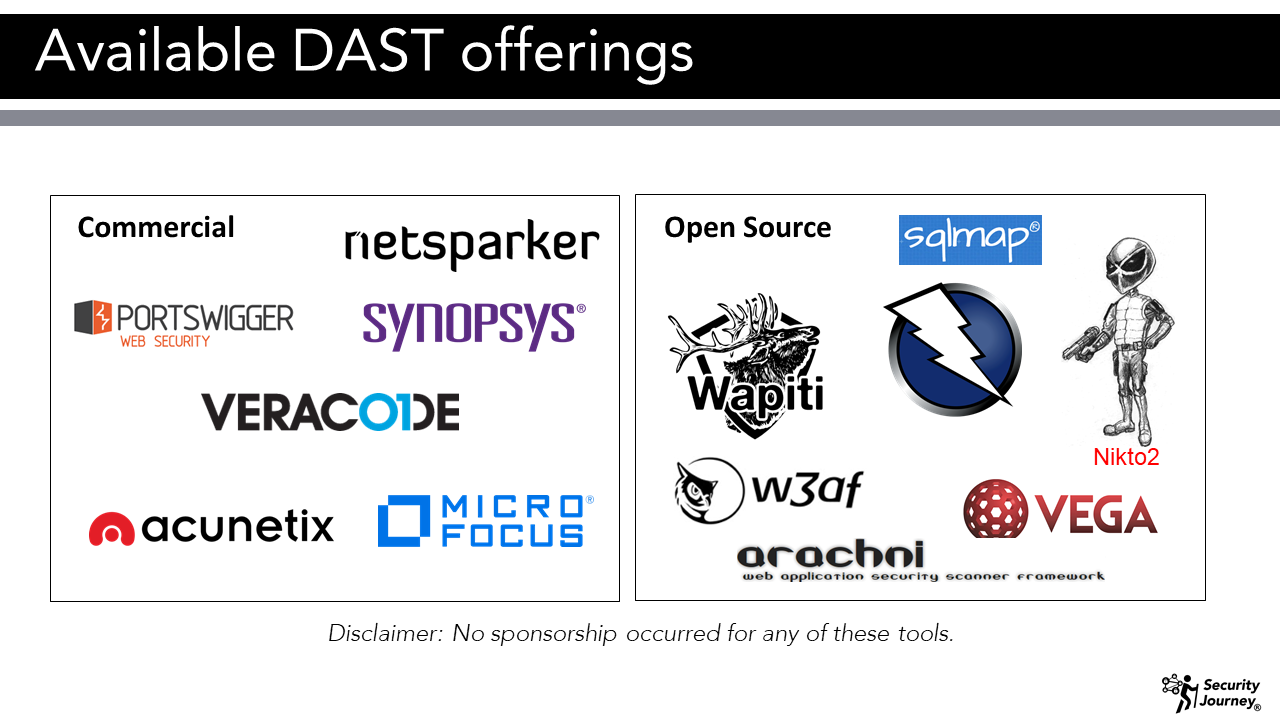 Available DAST offerings
Commercial
netsparker
PORTSWIGGER
WEB SECURITY
SYNOPSYS®
VERACODE
acunetix
MICRO®
FOCUS
Open Source
sqlmap®
Wapiti
Nikto2
w3af
VEGA
arachni
web application security scanner framework
Disclaimer: No sponsorship occurred for any of these tools.
Security
Journey®